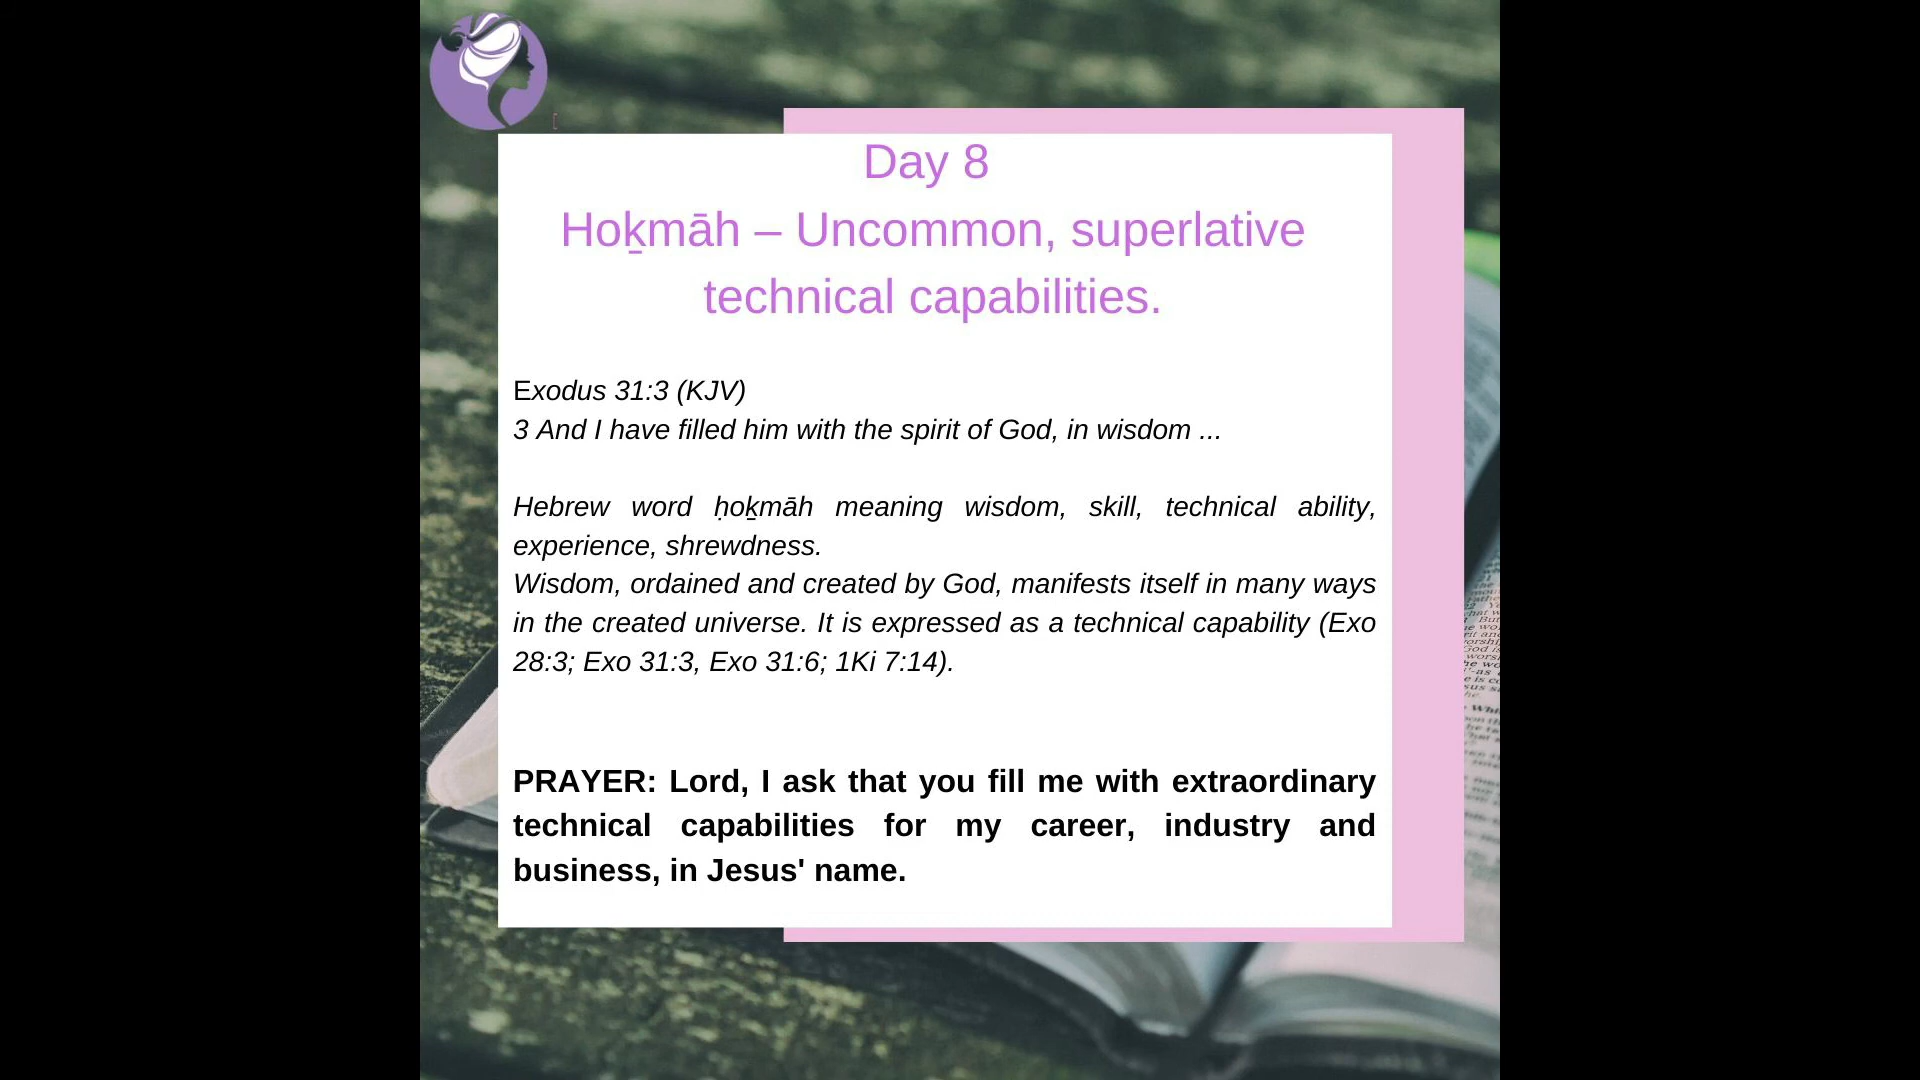 Day 8
Hoḵmāh – Uncommon, superlative
technical capabilities.
Exodus 31:3 (KJV)
3 And I have filled him with the spirit of God, in wisdom ...
Hebrew word ḥoḵmāh meaning wisdom, skill, technical ability,
experience, shrewdness.
Wisdom, ordained and created by God, manifests itself in many ways
in the created universe. It is expressed as a technical capability (Exo
28:3; Exo 31:3, Exo 31:6; 1Ki 7:14).
PRAYER: Lord, I ask that you fill me with extraordinary
technical capabilities for my career, industry and
business, in Jesus' name.